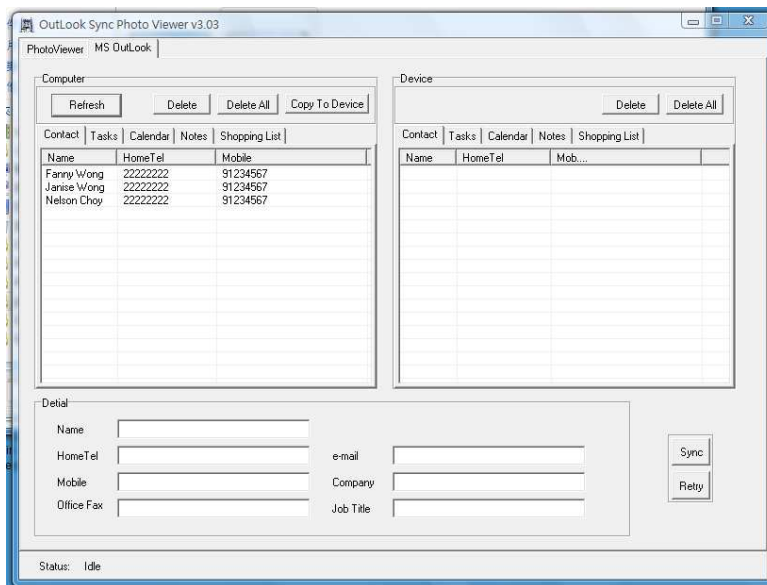 OutLook Sync Photo Viewer v3.03
PhotoViewer MS OutLook
Computer
Refresh Delete Delete All Copy To Device
Contact Tasks Calendar Notes Shopping List
Name HomeTel Mobile
Fanny Wong 22222222 91234567
Janise Wong 22222222 91234567
Nelson Choy 22222222 91234567
Device
Delete Delete All
Contact Tasks Calendar Notes Shopping List
Name HomeTel Mob....
Detial
Name
HomeTel e-mail
Mobile Company
Office Fax Job Title
Sync
Retry
Status: Idle